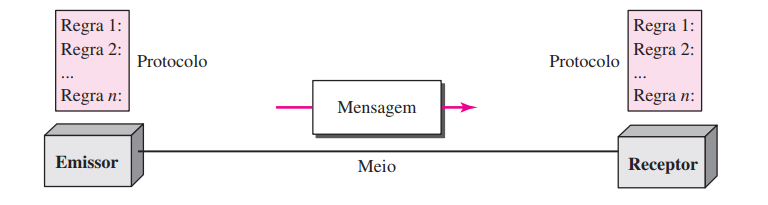 Regra 1:
Regra 2:
...
Regra n:
Protocolo
Mensagem
Protocolo
Regra 1:
Regra 2:
...
Regra n:
Emissor
Meio
Receptor